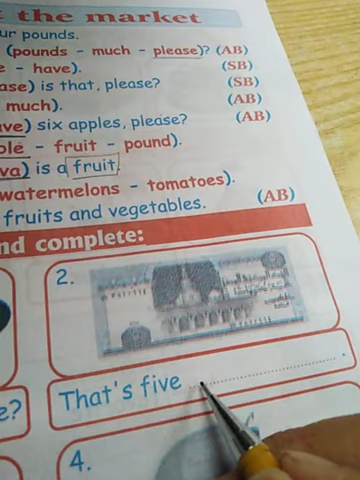 the market
ur pounds.
(pounds - much - please)? (AB)
e - have). (SB)
ase) is that, please? (SB)
much). (AB)
ave) six apples, please? (AB)
ple - fruit - pound).
va) is a fruit.
watermelons - tomatoes).
fruits and vegetables. (AB)
nd complete:
2.
e?
That's five ..............................
4.